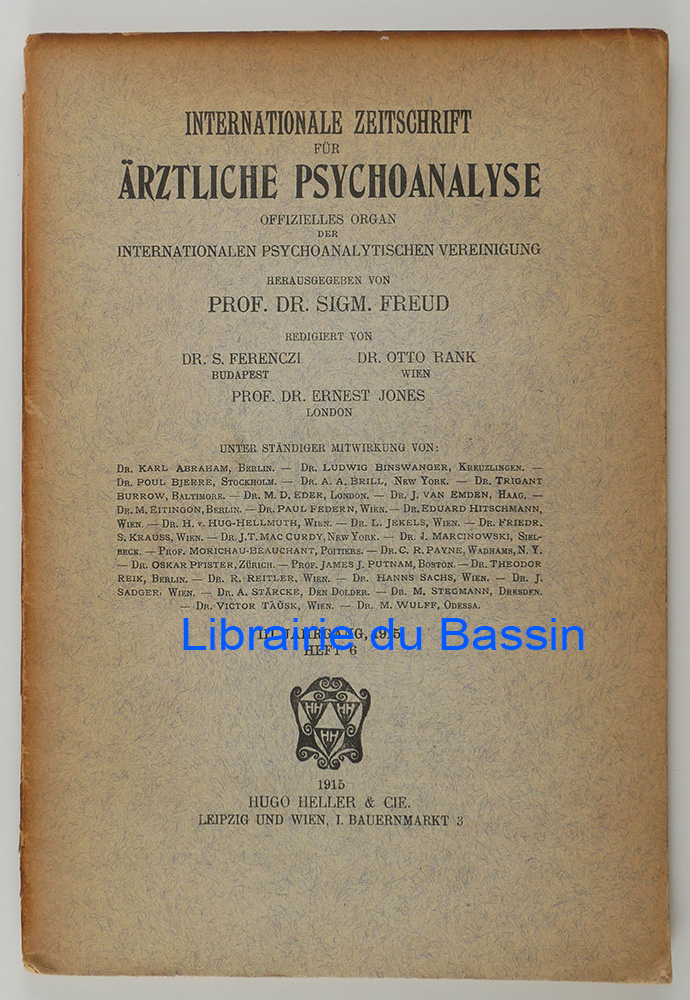 INTERNATIONALE ZEITSCHRIFT
FÜR
ÄRZTLICHE PSYCHOANALYSE
OFFIZIELLES ORGAN
DER
INTERNATIONALEN PSYCHOANALYTISCHEN VEREINIGUNG
HERAUSGEGEBEN VON
PROF. DR. SIGM. FREUD
REDIGIERT VON
DR. S. FERENCZI DR. OTTO RANK
BUDAPEST WIEN
PROF. DR. ERNEST JONES
LONDON
UNTER STÄNDIGER MITWIRKUNG VON:
DR. KARL ABRAHAM, BERLIN. — DR. LUDWIG BINSWANGER, KREUZLINGEN. —
DR. POUL BJERRE, STOCKHOLM. — DR. A. A. BRILL, NEW YORK. — DR. TRIGANT
BURROW, BALTIMORE. — DR. M. D. EDER, LONDON. — DR. J. VAN EMDEN, HAAG. —
DR. M. EITINGON, BERLIN. — DR. PAUL FEDERN, WIEN. — DR. EDUARD HITSCHMANN,
WIEN. — DR. H. v. HUG-HELLMUTH, WIEN. — DR. L. JEKELS, WIEN. — DR. FRIEDR.
S. KRAUSS, WIEN. — DR. J. T. MAC CURDY, NEW YORK. — DR. J. MARCINOWSKI, SIEL-
BECK. — PROF. MORICHAU-BEAUCHANT, POITIERS. — DR. C. R. PAYNE, WADHAMS, N. Y.
— DR. OSKAR PFISTER, ZÜRICH. — PROF. JAMES J. PUTNAM, BOSTON. — DR. THEODOR
REIK, BERLIN. — DR. R. REITLER, WIEN. — DR. HANNS SACHS, WIEN. — DR. J.
SADGER, WIEN. — DR. A. STÄRCKE, DEN DOLDER. — DR. M. STEGMANN, DRESDEN.
— DR. VICTOR TAUSK, WIEN. — DR. M. WULFF, ODESSA.
III. JAHRGANG, 1915
Librairie du Bassin
HEFT 6
HH HH
HH
1915
HUGO HELLER & CIE.
LEIPZIG UND WIEN, I. BAUERNMARKT 3